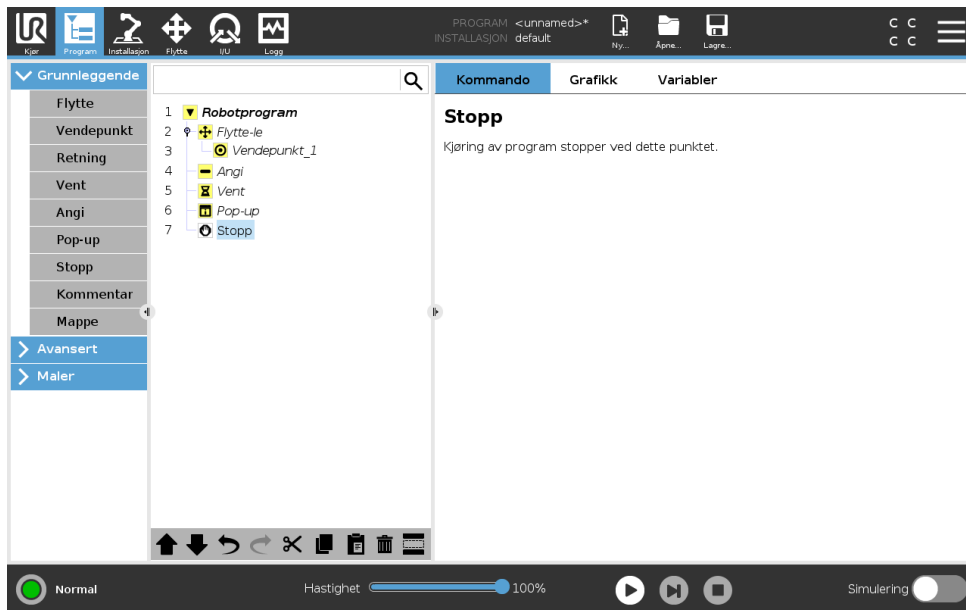 UR
Kjør
Program
Installasjon
Flytte
I/U
Logg
PROGRAM <unnamed>*
INSTALLASJON default
Ny...
Åpne...
Lagre...
C C
C C
Grunnleggende
Flytte
Vendepunkt
Retning
Vent
Angi
Pop-up
Stopp
Kommentar
Mappe
Avansert
Maler
1 Robotprogram
2 Flytte-le
3 Vendepunkt_1
4 Angi
5 Vent
6 Pop-up
7 Stopp
Kommando
Grafikk
Variabler
Stopp
Kjøring av program stopper ved dette punktet.
Normal
Hastighet
100%
Simulering